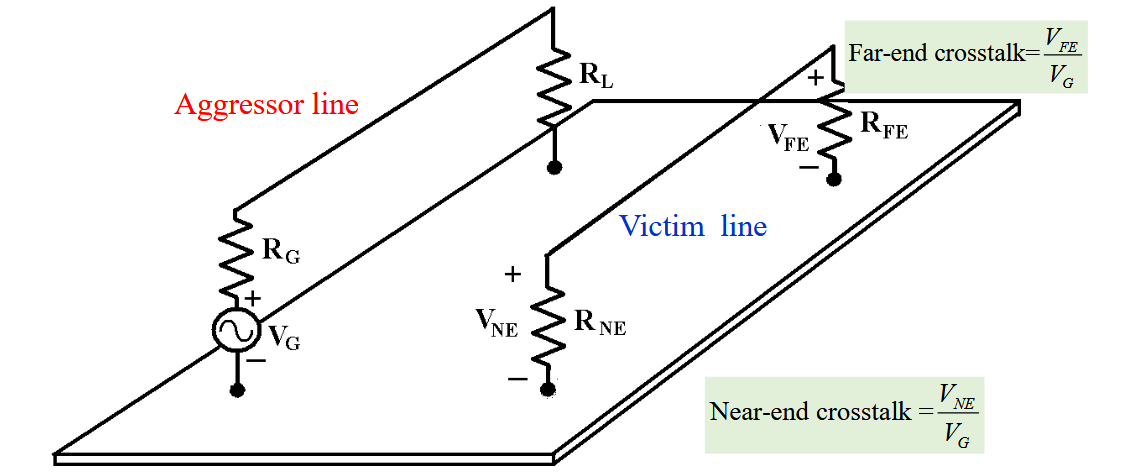 Far-end crosstalk= V_FE / V_G
+
R_L
Aggressor line
R_FE
V_FE
−
Victim line
R_G
+
+
V_G
V_NE
R_NE
−
−
Near-end crosstalk = V_NE / V_G